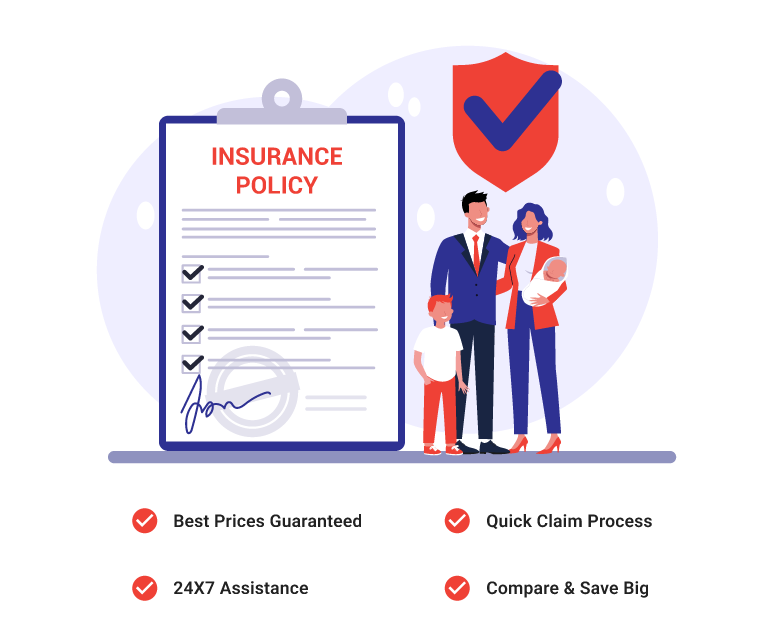 INSURANCE
POLICY
Best Prices Guaranteed
Quick Claim Process
24X7 Assistance
Compare & Save Big